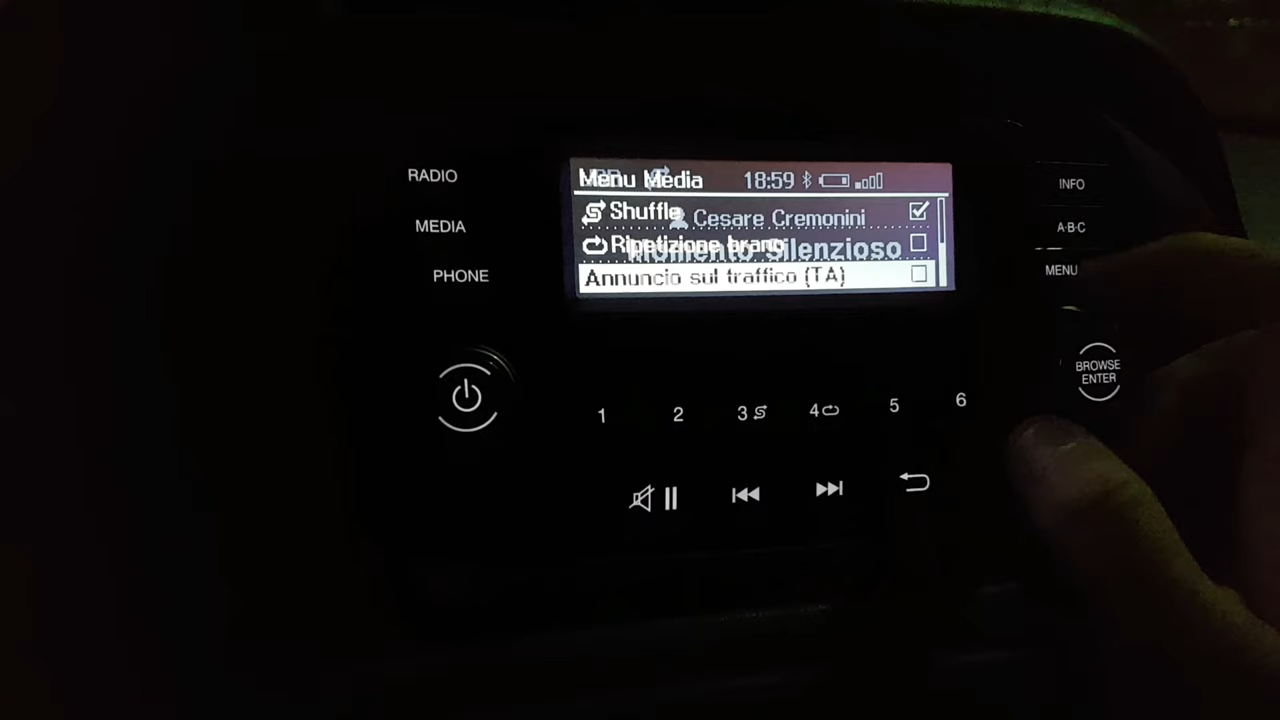 RADIO
MEDIA
PHONE
Menu Media 18:59
Shuffle
Cesare Cremonini
Ripetizione brano
Momento Silenzioso
Annuncio sul traffico (TA)
INFO
A·B·C
MENU
BROWSE
ENTER
1 2 3 4 5 6